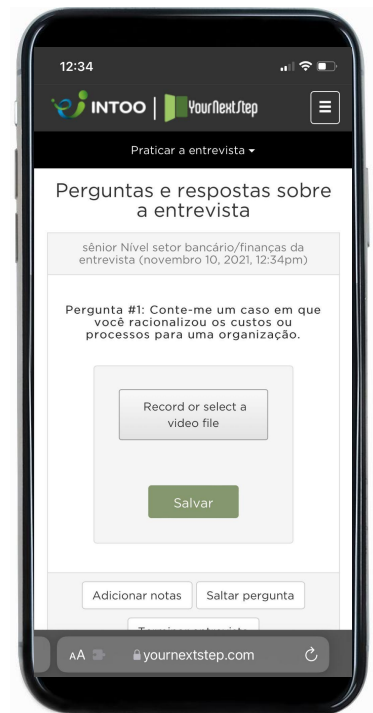 12:34
INTOO | YourNextStep
Praticar a entrevista
Perguntas e respostas sobre
a entrevista
sênior Nível setor bancário/finanças da
entrevista (novembro 10, 2021, 12:34pm)
Pergunta #1: Conte-me um caso em que
você racionalizou os custos ou
processos para uma organização.
Record or select a
video file
Salvar
Adicionar notas Saltar pergunta
Terminar entrevista
AA yournextstep.com